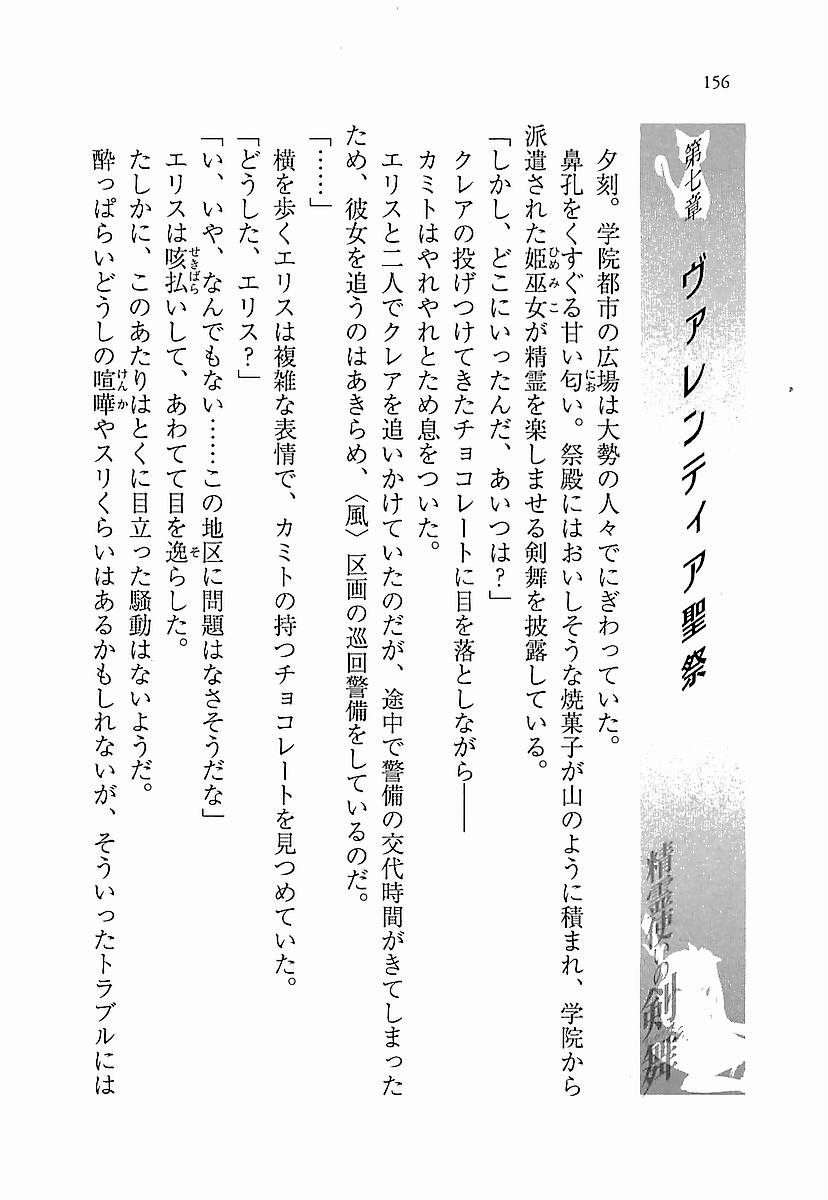 156
第七章 ヴァレンティア聖祭
精霊使いの剣舞
夕刻。学院都市の広場は大勢の人々でにぎわっていた。
鼻孔をくすぐる甘い匂い。祭殿にはおいしそうな焼菓子が山のように積まれ、学院から
派遣された姫巫女が精霊を楽しませる剣舞を披露している。
「しかし、どこにいったんだ、あいつは？」
クレアの投げつけてきたチョコレートに目を落としながら――
カミトはやれやれとため息をついた。
エリスと二人でクレアを追いかけていたのだが、途中で警備の交代時間がきてしまった
ため、彼女を追うのはあきらめ、〈風〉区画の巡回警備をしているのだ。
「……」
横を歩くエリスは複雑な表情で、カミトの持つチョコレートを見つめていた。
「どうした、エリス？」
「い、いや、なんでもない……この地区に問題はなさそうだな」
エリスは咳払いして、あわてて目を逸らした。
たしかに、このあたりはとくに目立った騒動はないようだ。
酔っぱらいどうしの喧嘩やスリくらいはあるかもしれないが、そういったトラブルには